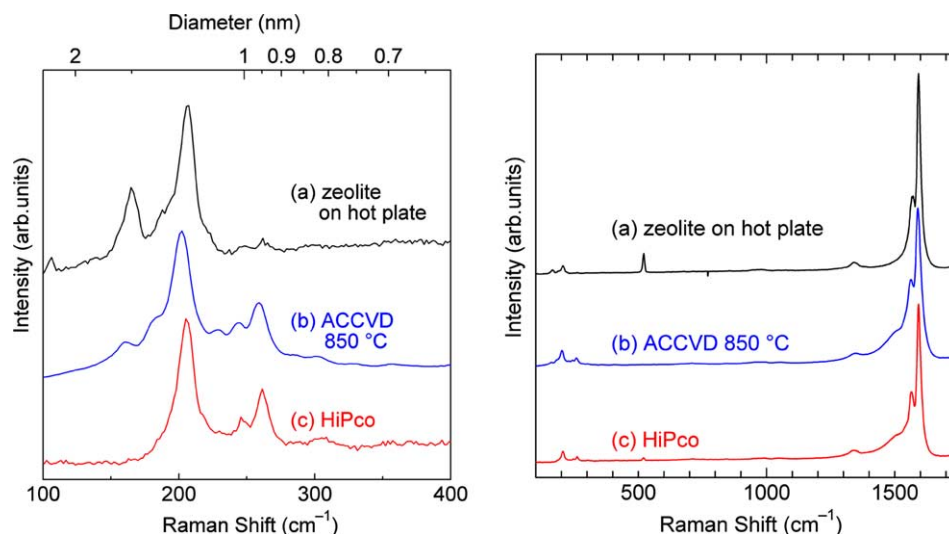 Diameter (nm)
2 1 0.9 0.8 0.7
Intensity (arb.units)
(a) zeolite
on hot plate
(b) ACCVD
850 °C
(c) HiPco
100 200 300 400
Raman Shift (cm⁻¹)
Intensity (arb.units)
(a) zeolite on hot plate
(b) ACCVD 850 °C
(c) HiPco
500 1000 1500
Raman Shift (cm⁻¹)